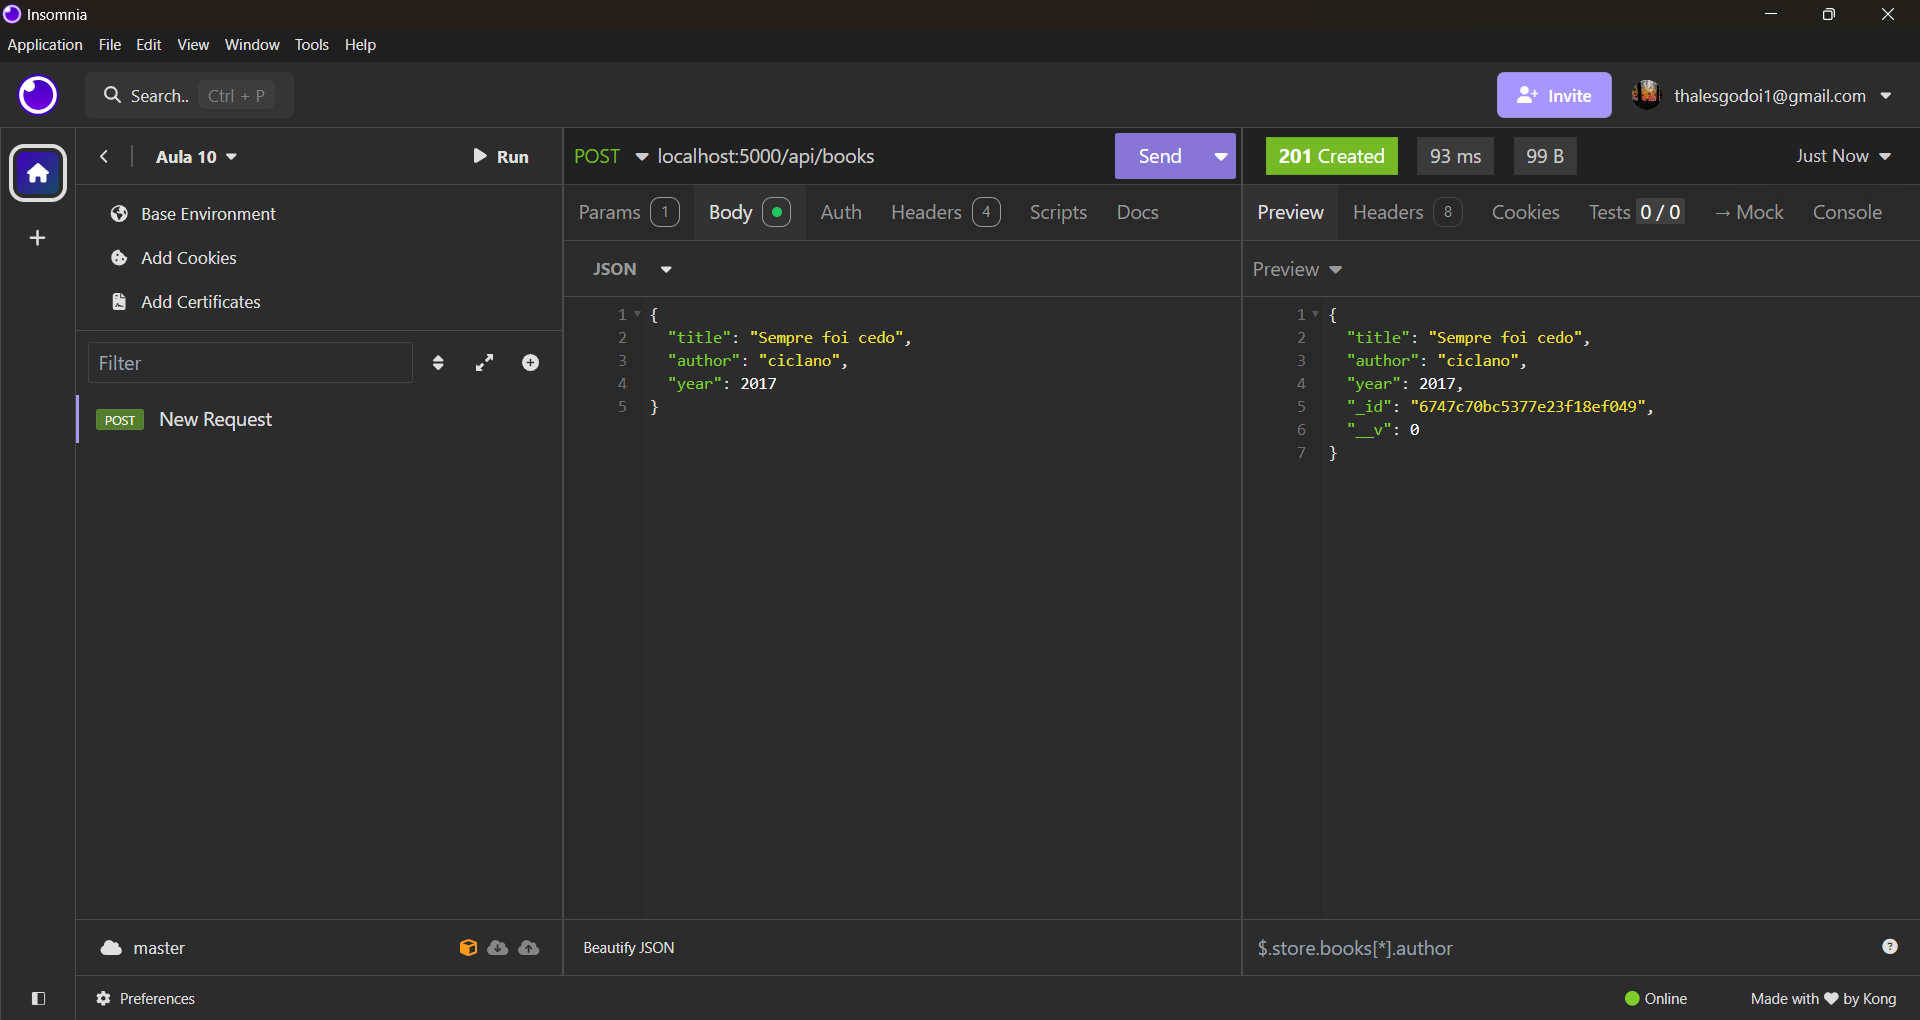 Insomnia
Application File Edit View Window Tools Help
Search.. Ctrl + P
Invite thalesgodoi1@gmail.com
Aula 10 Run
Base Environment
Add Cookies
Add Certificates
Filter
POST New Request
master
POST localhost:5000/api/books Send
Params 1 Body Auth Headers 4 Scripts Docs
JSON
1 {
2 "title": "Sempre foi cedo",
3 "author": "ciclano",
4 "year": 2017
5 }
Beautify JSON
201 Created 93 ms 99 B Just Now
Preview Headers 8 Cookies Tests 0 / 0 → Mock Console
Preview
1 {
2 "title": "Sempre foi cedo",
3 "author": "ciclano",
4 "year": 2017,
5 "_id": "6747c70bc5377e23f18ef049",
6 "__v": 0
7 }
$.store.books[*].author
Preferences
Online Made with ❤ by Kong